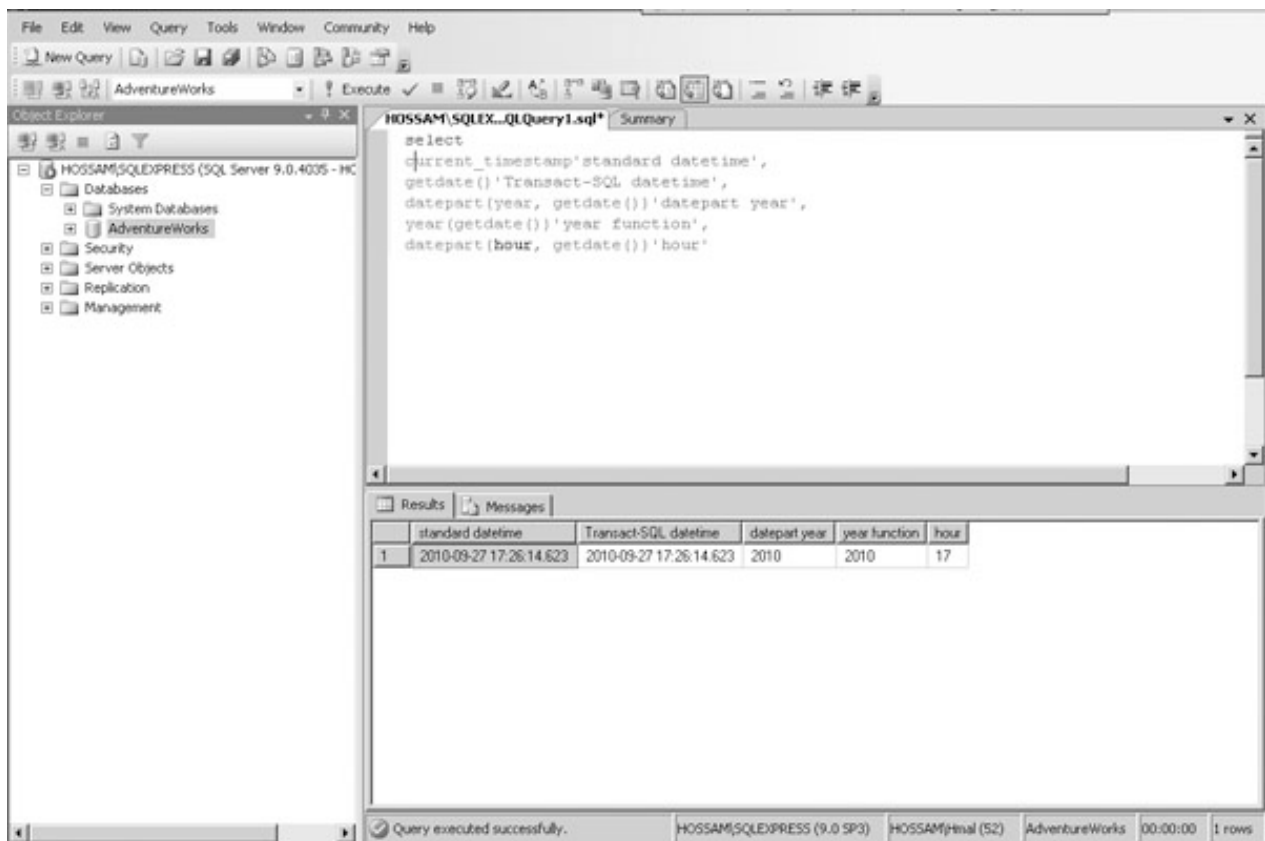 File Edit View Query Tools Window Community Help
New Query
AdventureWorks Execute
Object Explorer
HOSSAM\SQLEXPRESS (SQL Server 9.0.4035 - HO
Databases
System Databases
AdventureWorks
Security
Server Objects
Replication
Management
HOSSAM\SQLEX...QLQuery1.sql* Summary
select
current_timestamp'standard datetime',
getdate()'Transact-SQL datetime',
datepart(year, getdate())'datepart year',
year(getdate())'year function',
datepart(hour, getdate())'hour'
Results Messages
standard datetime Transact-SQL datetime datepart year year function hour
1 2010-09-27 17:26:14.623 2010-09-27 17:26:14.623 2010 2010 17
Query executed successfully. HOSSAM\SQLEXPRESS (9.0 SP3) (52) AdventureWorks 00:00:00 1 rows